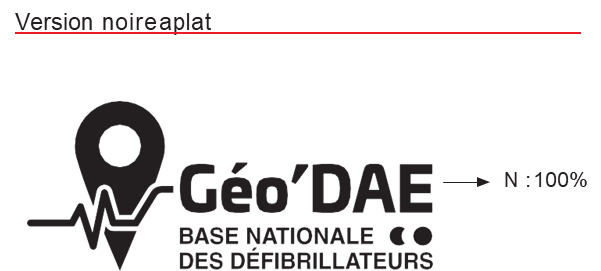 Version noireaplat
Géo’DAE
N :100%
BASE NATIONALE
DES DÉFIBRILLATEURS